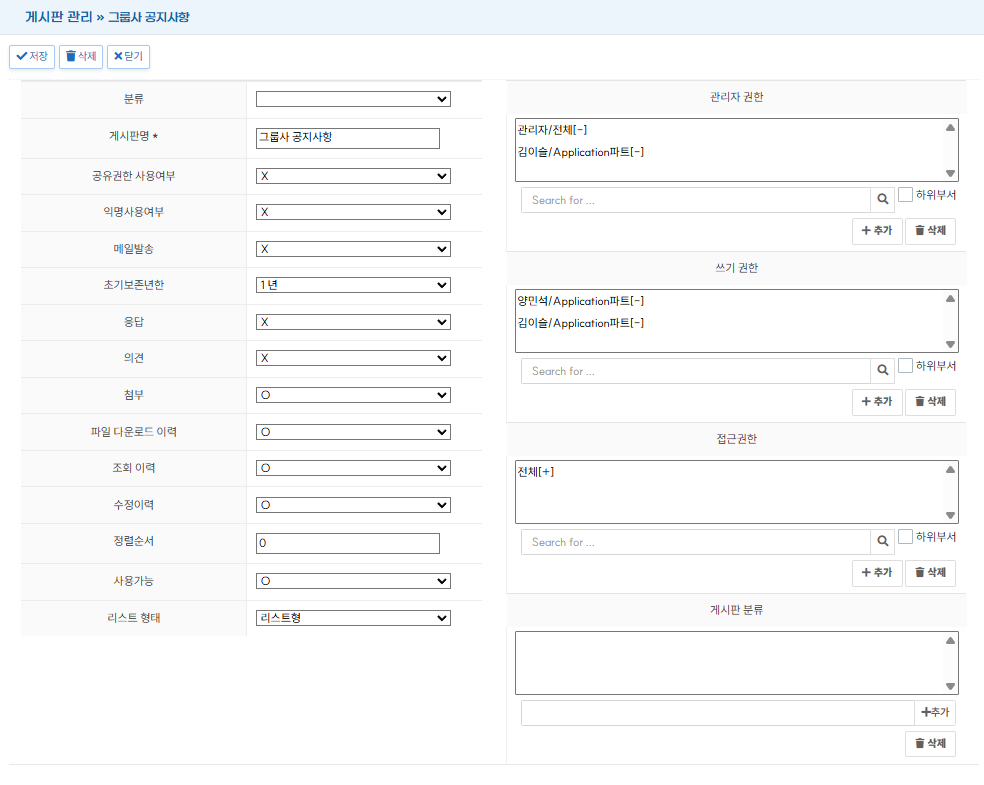 게시판 관리 » 그룹사 공지사항
저장 삭제 닫기
분류
게시판명 * 그룹사 공지사항
공유권한 사용여부 X
익명사용여부 X
메일발송 X
초기보존년한 1년
응답 X
의견 X
첨부 O
파일 다운로드 이력 O
조회 이력 O
수정이력 O
정렬순서 0
사용가능 O
리스트 형태 리스트형
관리자 권한
관리자/전체[-]
김이슬/Application파트[-]
Search for ... 하위부서
추가 삭제
쓰기 권한
양민석/Application파트[-]
김이슬/Application파트[-]
Search for ... 하위부서
추가 삭제
접근권한
전체[+]
Search for ... 하위부서
추가 삭제
게시판 분류
추가
삭제